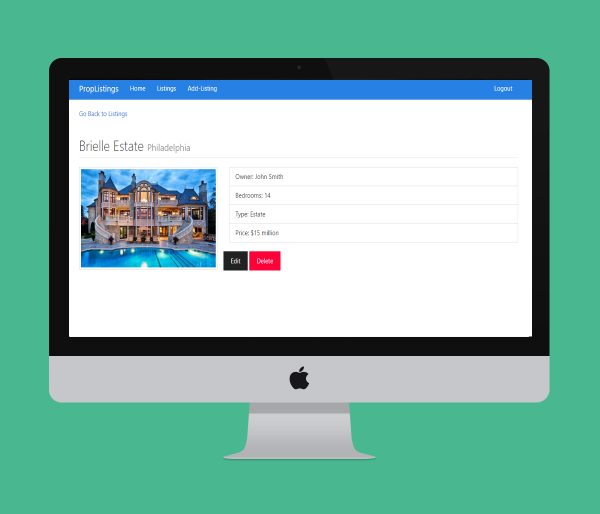 PropListings Home Listings Add-Listing Logout
Go Back to Listings
Brielle Estate Philadelphia
Owner: John Smith
Bedrooms: 14
Type: Estate
Price: $15 million
Edit Delete